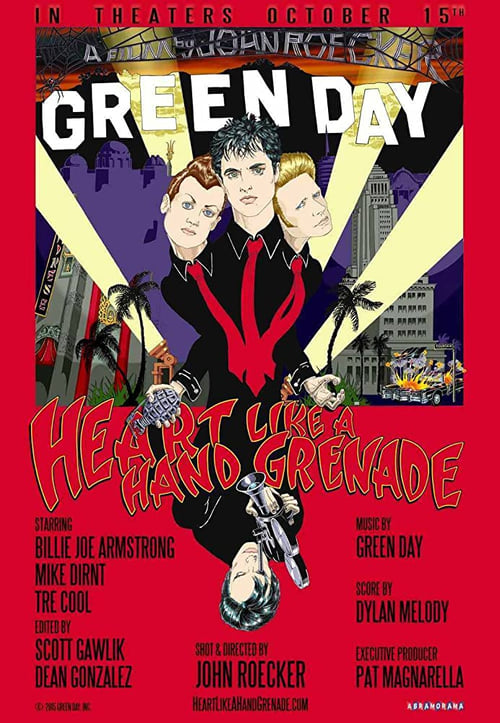 IN THEATERS OCTOBER 15TH
A FILM by JOHN ROECKER
GREEN DAY
HEART LIKE A
HAND GRENADE
STARRING
BILLIE JOE ARMSTRONG
MIKE DIRNT
TRE COOL
EDITED BY
SCOTT GAWLIK
DEAN GONZALEZ
SHOT & DIRECTED BY
JOHN ROECKER
HEARTLIKEAHANDGRENADE.COM
MUSIC BY
GREEN DAY
SCORE BY
DYLAN MELODY
EXECUTIVE PRODUCER
PAT MAGNARELLA
© 2015 GREEN DAY, INC.
ABRAMORAMA